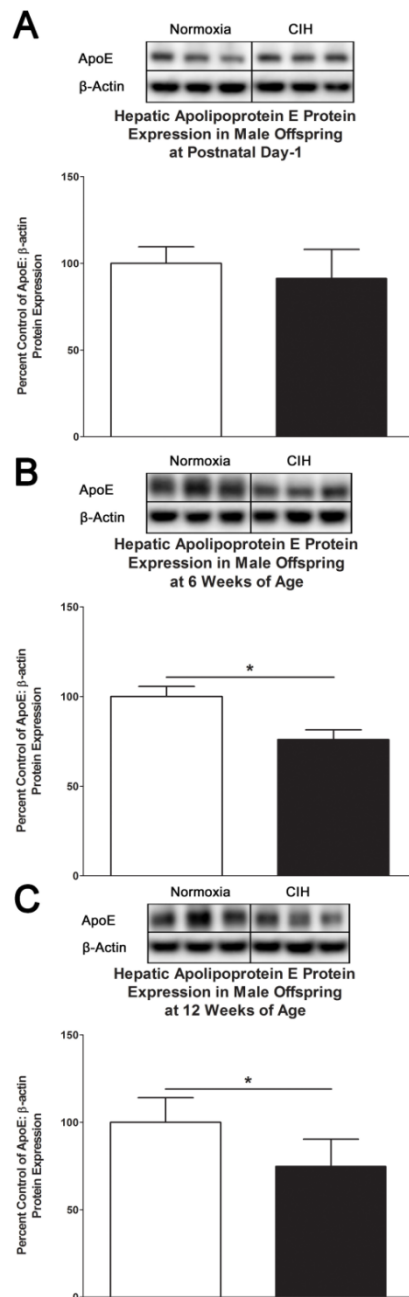 A
Normoxia CIH
ApoE
β-Actin
Hepatic Apolipoprotein E Protein
Expression in Male Offspring
at Postnatal Day-1
Percent Control of ApoE: β-actin
Protein Expression
150
100
50
0
B
Normoxia CIH
ApoE
β-Actin
Hepatic Apolipoprotein E Protein
Expression in Male Offspring
at 6 Weeks of Age
Percent Control of ApoE: β-actin
Protein Expression
150
100
50
0
*
C
Normoxia CIH
ApoE
β-Actin
Hepatic Apolipoprotein E Protein
Expression in Male Offspring
at 12 Weeks of Age
Percent Control of ApoE: β-actin
Protein Expression
150
100
50
0
*